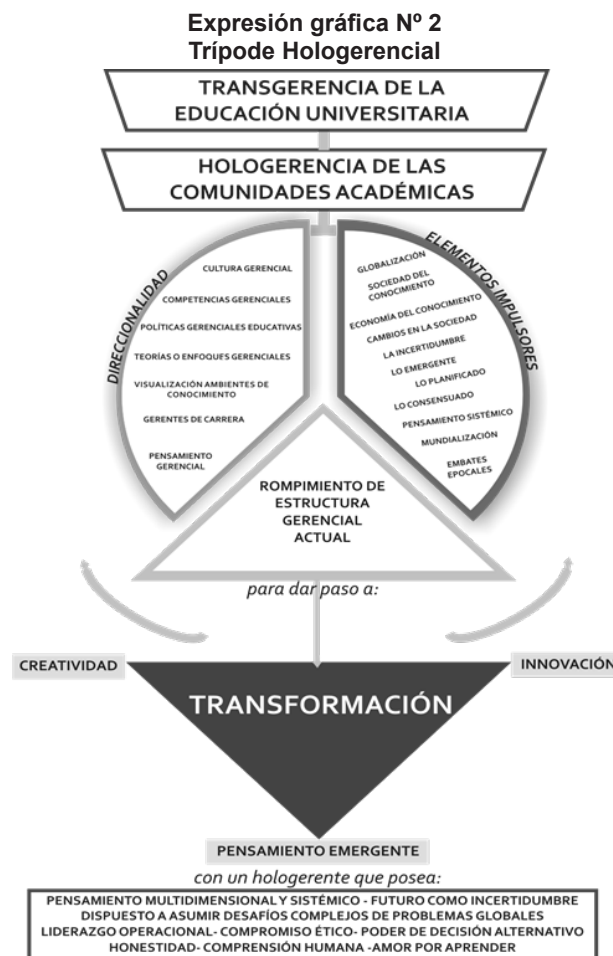 Expresión gráfica Nº 2
Trípode Hologerencial
TRANSGERENCIA DE LA
EDUCACIÓN UNIVERSITARIA
HOLOGERENCIA DE LAS
COMUNIDADES ACADÉMICAS
DIRECCIONALIDAD
CULTURA GERENCIAL
COMPETENCIAS GERENCIALES
POLÍTICAS GERENCIALES EDUCATIVAS
TEORÍAS O ENFOQUES GERENCIALES
VISUALIZACIÓN AMBIENTES DE
CONOCIMIENTO
GERENTES DE CARRERA
PENSAMIENTO
GERENCIAL
ELEMENTOS IMPULSORES
GLOBALIZACIÓN
SOCIEDAD DEL
CONOCIMIENTO
ECONOMÍA DEL CONOCIMIENTO
CAMBIOS EN LA SOCIEDAD
LA INCERTIDUMBRE
LO EMERGENTE
LO PLANIFICADO
LO CONSENSUADO
PENSAMIENTO SISTÉMICO
MUNDIALIZACIÓN
EMBATES
EPOCALES
ROMPIMIENTO DE
ESTRUCTURA
GERENCIAL
ACTUAL
para dar paso a:
CREATIVIDAD
INNOVACIÓN
TRANSFORMACIÓN
PENSAMIENTO EMERGENTE
con un hologerente que posea:
PENSAMIENTO MULTIDIMENSIONAL Y SISTÉMICO - FUTURO COMO INCERTIDUMBRE
DISPUESTO A ASUMIR DESAFÍOS COMPLEJOS DE PROBLEMAS GLOBALES
LIDERAZGO OPERACIONAL- COMPROMISO ÉTICO- PODER DE DECISIÓN ALTERNATIVO
HONESTIDAD- COMPRENSIÓN HUMANA -AMOR POR APRENDER